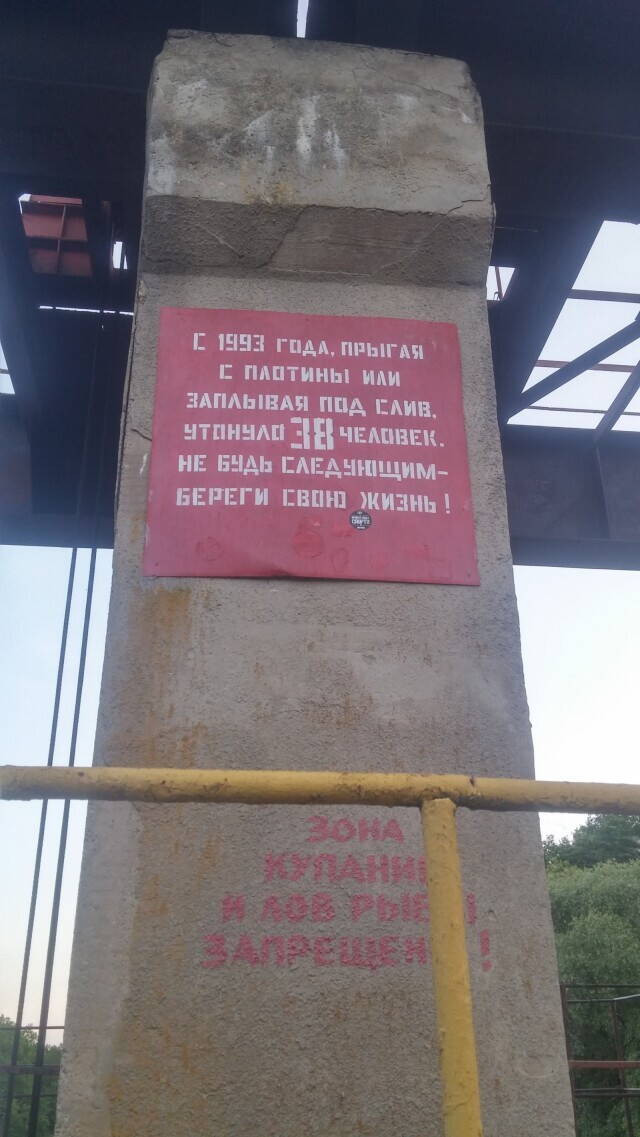 С 1993 ГОДА, ПРЫГАЯ
С ПЛОТИНЫ ИЛИ
ЗАПЛЫВАЯ ПОД СЛИВ,
УТОНУЛО 38 ЧЕЛОВЕК.
НЕ БУДЬ СЛЕДУЮЩИМ-
БЕРЕГИ СВОЮ ЖИЗНЬ!
ЗОНА
И ЛОВ